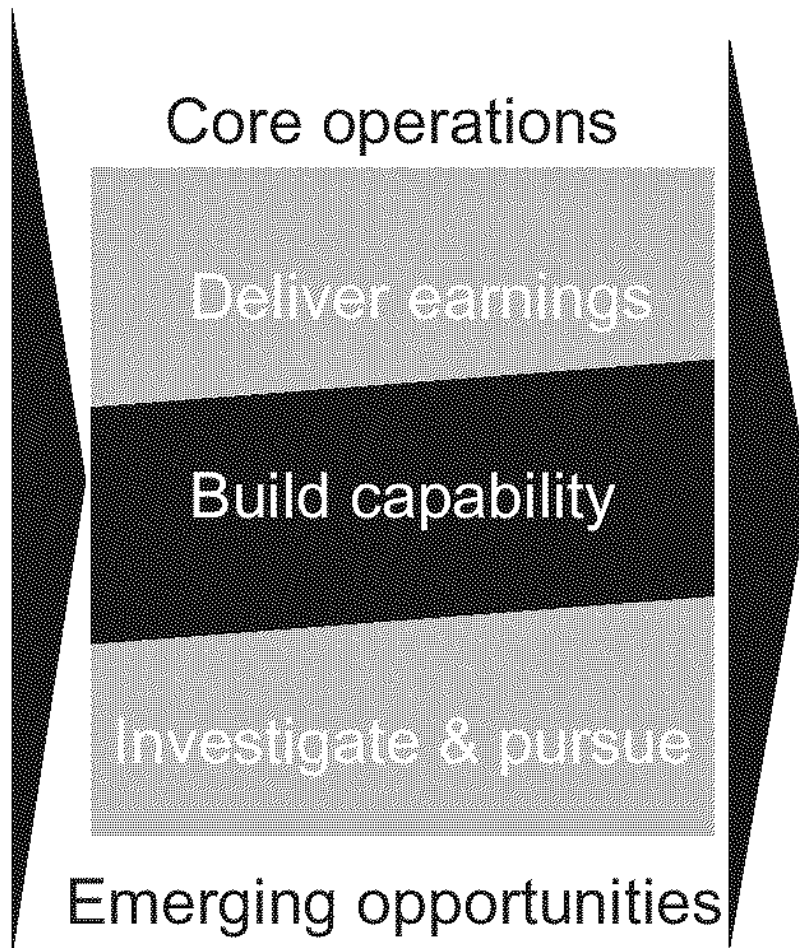 Core operations
Deliver earnings
Build capability
Investigate & pursue
Emerging opportunities